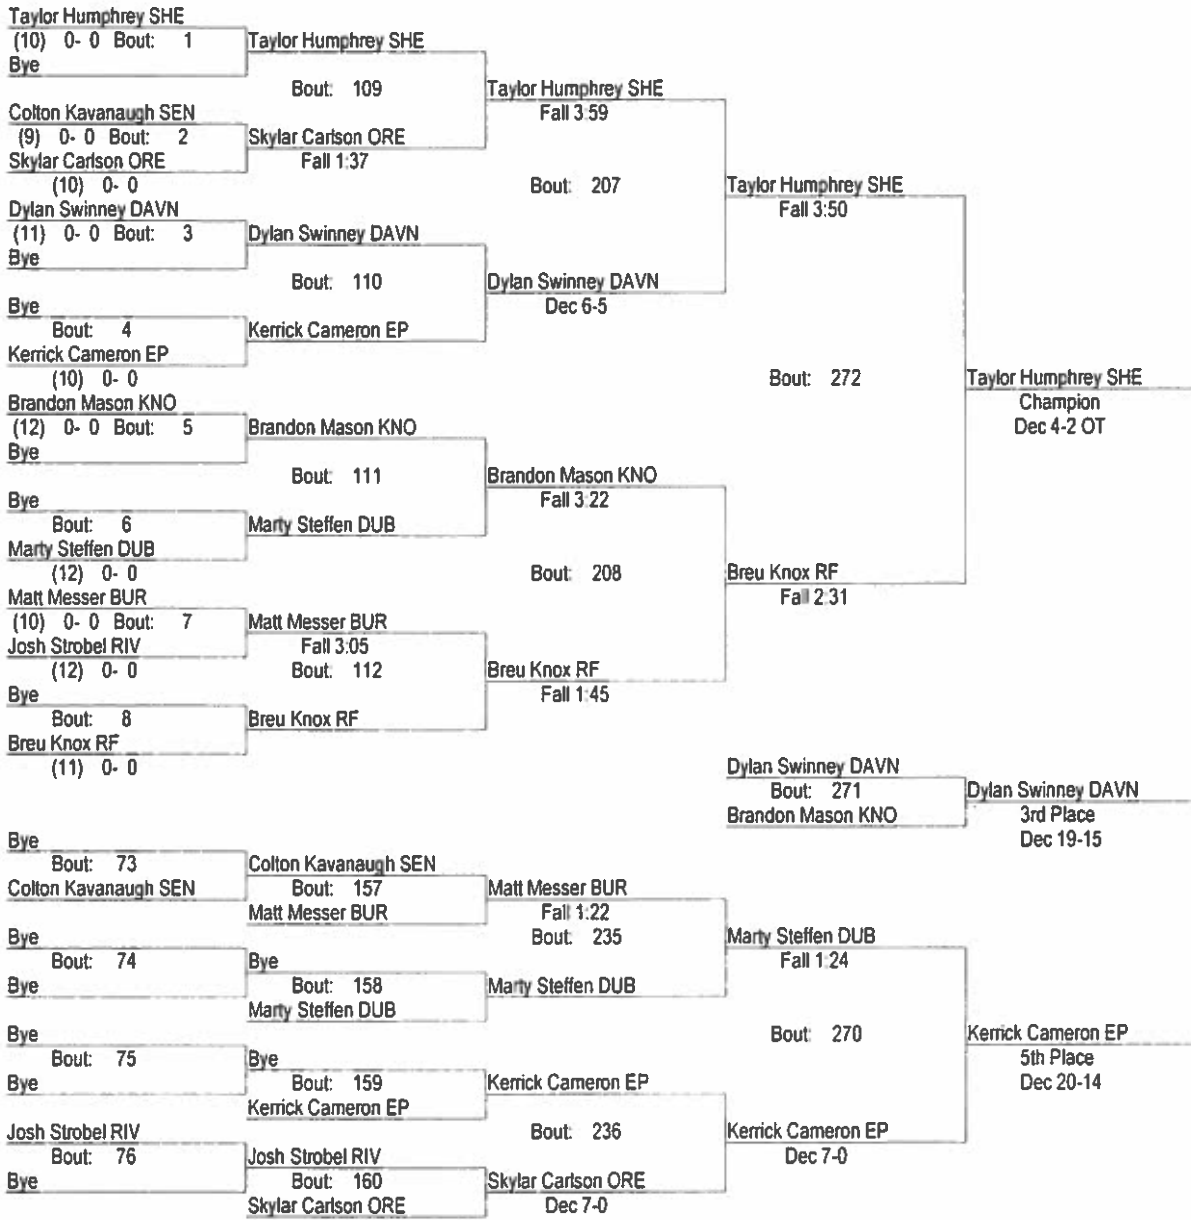 Taylor Humphrey SHE
(10) 0- 0 Bout: 1
Bye
Taylor Humphrey SHE
Bout: 109
Colton Kavanaugh SEN
(9) 0- 0 Bout: 2
Skylar Carlson ORE
(10) 0- 0
Skylar Carlson ORE
Fall 1:37
Taylor Humphrey SHE
Fall 3:59
Bout: 207
Dylan Swinney DAVN
(11) 0- 0 Bout: 3
Bye
Dylan Swinney DAVN
Bout: 110
Bye
Bout: 4
Kerrick Cameron EP
(10) 0- 0
Kerrick Cameron EP
Dylan Swinney DAVN
Dec 6-5
Taylor Humphrey SHE
Fall 3:50
Bout: 272
Brandon Mason KNO
(12) 0- 0 Bout: 5
Bye
Brandon Mason KNO
Bout: 111
Bye
Bout: 6
Marty Steffen DUB
(12) 0- 0
Marty Steffen DUB
Brandon Mason KNO
Fall 3:22
Bout: 208
Matt Messer BUR
(10) 0- 0 Bout: 7
Josh Strobel RIV
(12) 0- 0
Matt Messer BUR
Fall 3:05
Bout: 112
Bye
Bout: 8
Breu Knox RF
(11) 0- 0
Breu Knox RF
Breu Knox RF
Fall 1:45
Breu Knox RF
Fall 2:31
Taylor Humphrey SHE
Champion
Dec 4-2 OT
Dylan Swinney DAVN
Bout: 271
Brandon Mason KNO
Dylan Swinney DAVN
3rd Place
Dec 19-15
Bye
Bout: 73
Colton Kavanaugh SEN
Colton Kavanaugh SEN
Bout: 157
Matt Messer BUR
Matt Messer BUR
Fall 1:22
Bout: 235
Bye
Bout: 74
Bye
Bye
Bout: 158
Marty Steffen DUB
Marty Steffen DUB
Marty Steffen DUB
Fall 1:24
Bout: 270
Bye
Bout: 75
Bye
Bye
Bout: 159
Kerrick Cameron EP
Kerrick Cameron EP
Bout: 236
Josh Strobel RIV
Bout: 76
Bye
Josh Strobel RIV
Bout: 160
Skylar Carlson ORE
Skylar Carlson ORE
Dec 7-0
Kerrick Cameron EP
Dec 7-0
Kerrick Cameron EP
5th Place
Dec 20-14